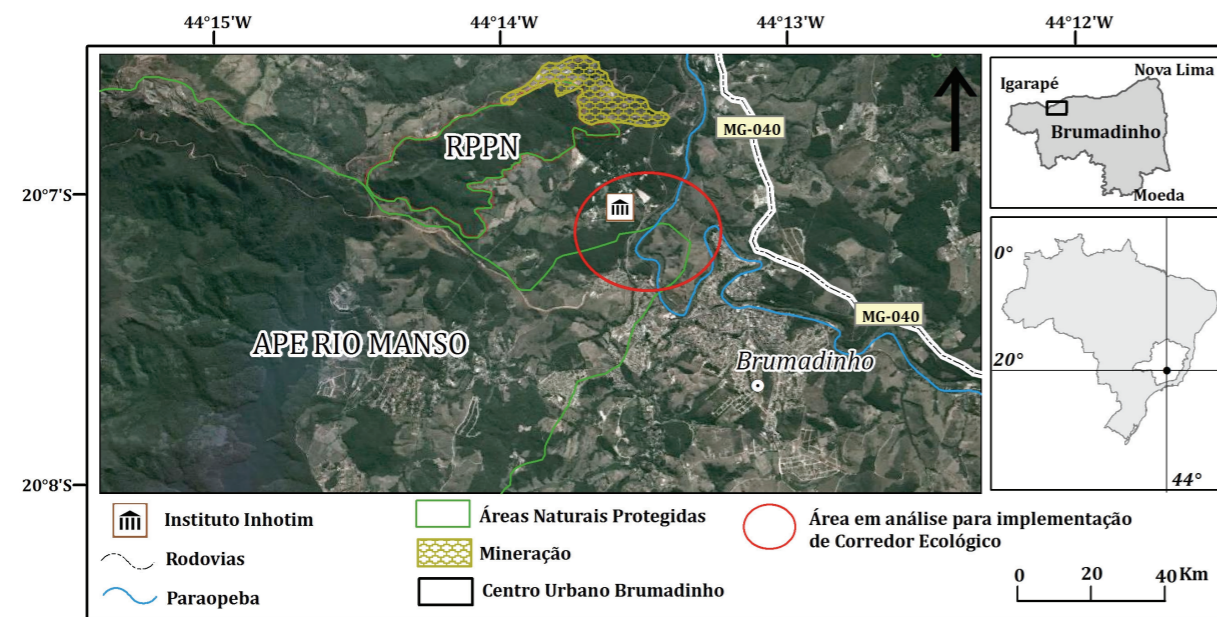 44°15'W
44°14'W
44°13'W
44°12'W
20°7'S
20°8'S
RPPN
MG-040
APE RIO MANSO
MG-040
Brumadinho
Nova Lima
Igarapé
Brumadinho
Moeda
0°
20°
44°
Instituto Inhotim
Rodovias
Paraopeba
Áreas Naturais Protegidas
Mineração
Centro Urbano Brumadinho
Área em análise para implementação
de Corredor Ecológico
0 20 40 Km